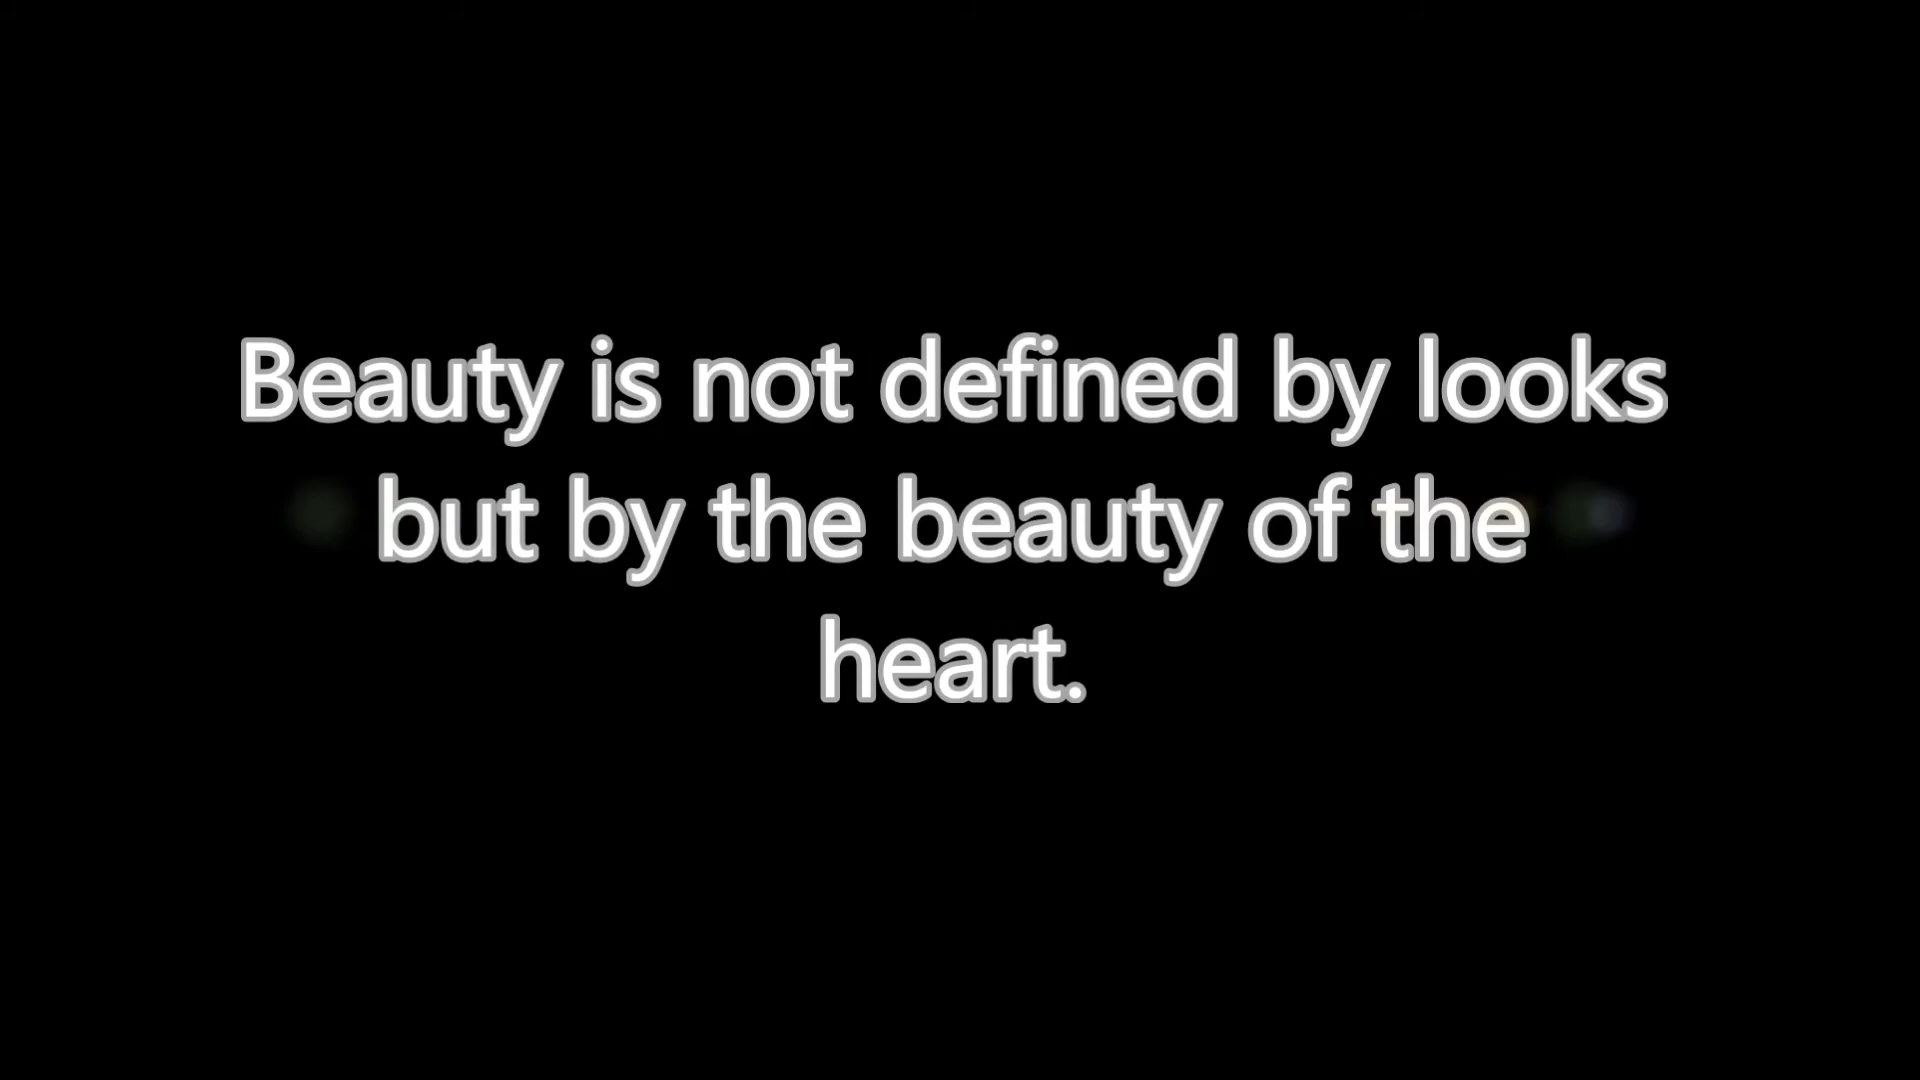 Beauty is not defined by looks
but by the beauty of the
heart.